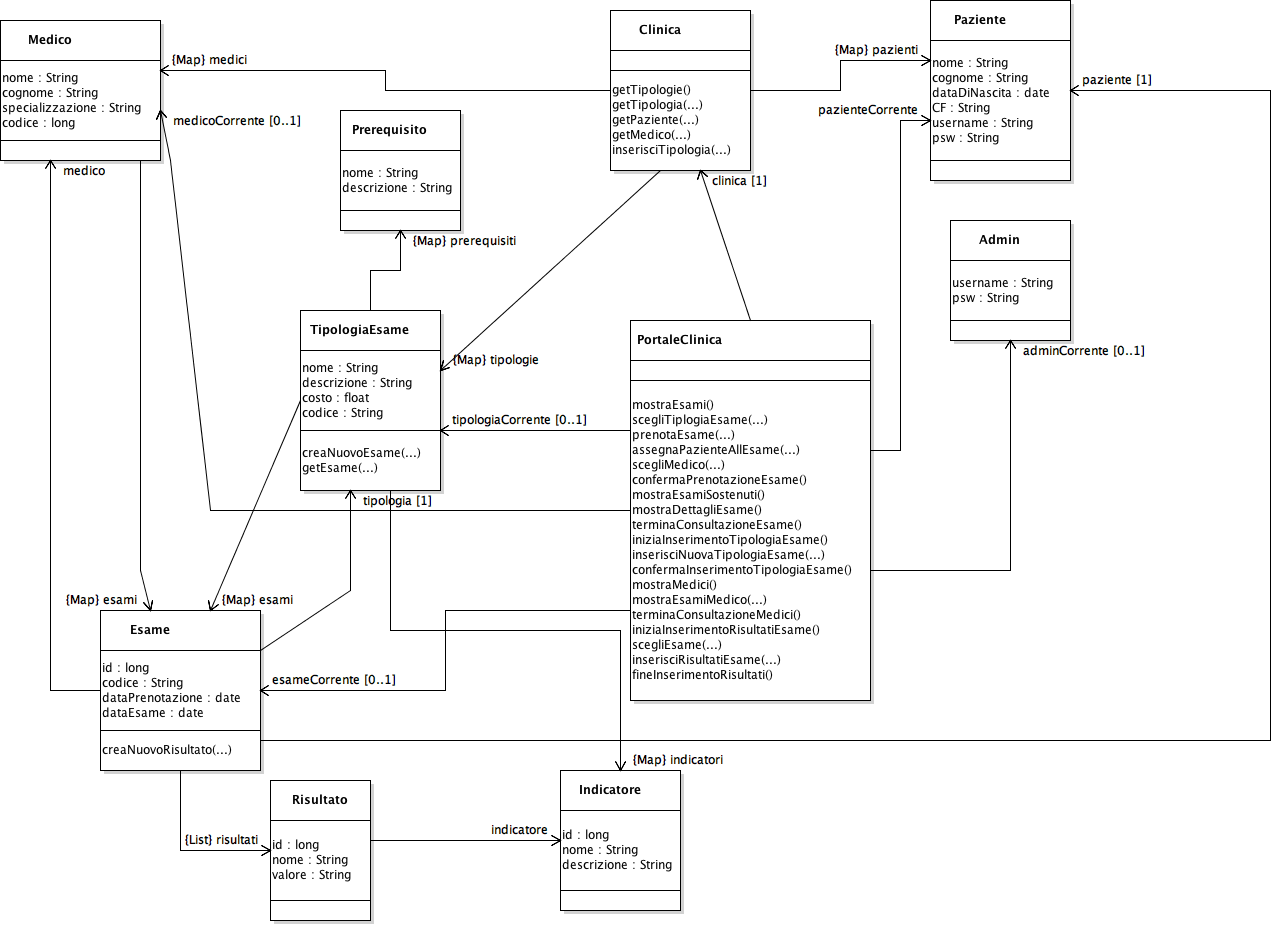 Medico
nome : String
cognome : String
specializzazione : String
codice : long
{Map} medici
medicoCorrente [0..1]
medico
Prerequisito
nome : String
descrizione : String
{Map} prerequisiti
Clinica
getTipologie()
getTipologia(...)
getPaziente(...)
getMedico(...)
inserisciTipologia(...)
clinica [1]
{Map} pazienti
pazienteCorrente
Paziente
nome : String
cognome : String
dataDiNascita : date
CF : String
username : String
psw : String
paziente [1]
Admin
username : String
psw : String
adminCorrente [0..1]
TipologiaEsame
nome : String
descrizione : String
costo : float
codice : String
creaNuovoEsame(...)
getEsame(...)
{Map} tipologie
tipologiaCorrente [0..1]
tipologia [1]
PortaleClinica
mostraEsami()
scegliTiplogiaEsame(...)
prenotaEsame(...)
assegnaPazienteAllEsame(...)
scegliMedico(...)
confermaPrenotazioneEsame()
mostraEsamiSostenuti()
mostraDettagliEsame()
terminaConsultazioneEsame()
iniziaInserimentoTipologiaEsame()
inserisciNuovaTipologiaEsame(...)
confermaInserimentoTipologiaEsame()
mostraMedici()
mostraEsamiMedico(...)
terminaConsultazioneMedici()
iniziaInserimentoRisultatiEsame()
scegliEsame(...)
inserisciRisultatiEsame(...)
fineInserimentoRisultati()
{Map} esami
{Map} esami
Esame
id : long
codice : String
dataPrenotazione : date
dataEsame : date
creaNuovoRisultato(...)
esameCorrente [0..1]
{List} risultati
Risultato
id : long
nome : String
valore : String
indicatore
{Map} indicatori
Indicatore
id : long
nome : String
descrizione : String